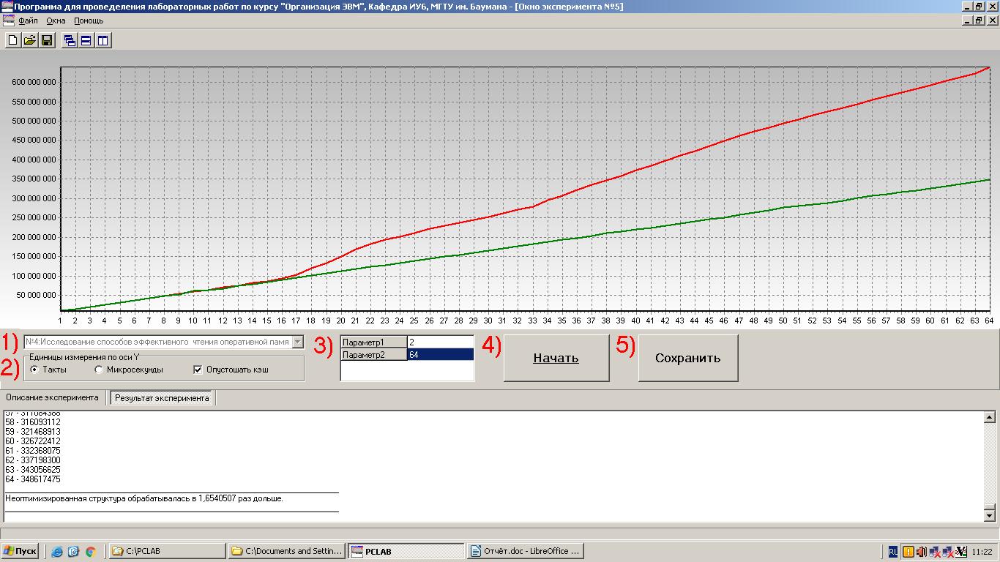 Программа для проведения лабораторных работ по курсу "Организация ЭВМ", Кафедра ИУ6, МГТУ им. Баумана - [Окно эксперимента №5]
Файл Окна Помощь
600 000 000
550 000 000
500 000 000
450 000 000
400 000 000
350 000 000
300 000 000
250 000 000
200 000 000
150 000 000
100 000 000
50 000 000
1 2 3 4 5 6 7 8 9 10 11 12 13 14 15 16 17 18 19 20 21 22 23 24 25 26 27 28 29 30 31 32 33 34 35 36 37 38 39 40 41 42 43 44 45 46 47 48 49 50 51 52 53 54 55 56 57 58 59 60 61 62 63 64
1) №4:Исследование способов эффективного чтения оперативной памя
2) Единицы измерения по оси Y
Такты Микросекунды Опустошать кэш
3) Параметр1 2
Параметр2 64
4) Начать
5) Сохранить
Описание эксперимента Результат эксперимента
57 - 311084388
58 - 316093112
59 - 321468913
60 - 326722412
61 - 332368075
62 - 337198300
63 - 343056625
64 - 348617475
Неоптимизированная структура обрабатывалась в 1,6540507 раз дольше.
Пуск C:\PCLAB C:\Documents and Settin... PCLAB Отчёт.doc - LibreOffice ... RL 11:22